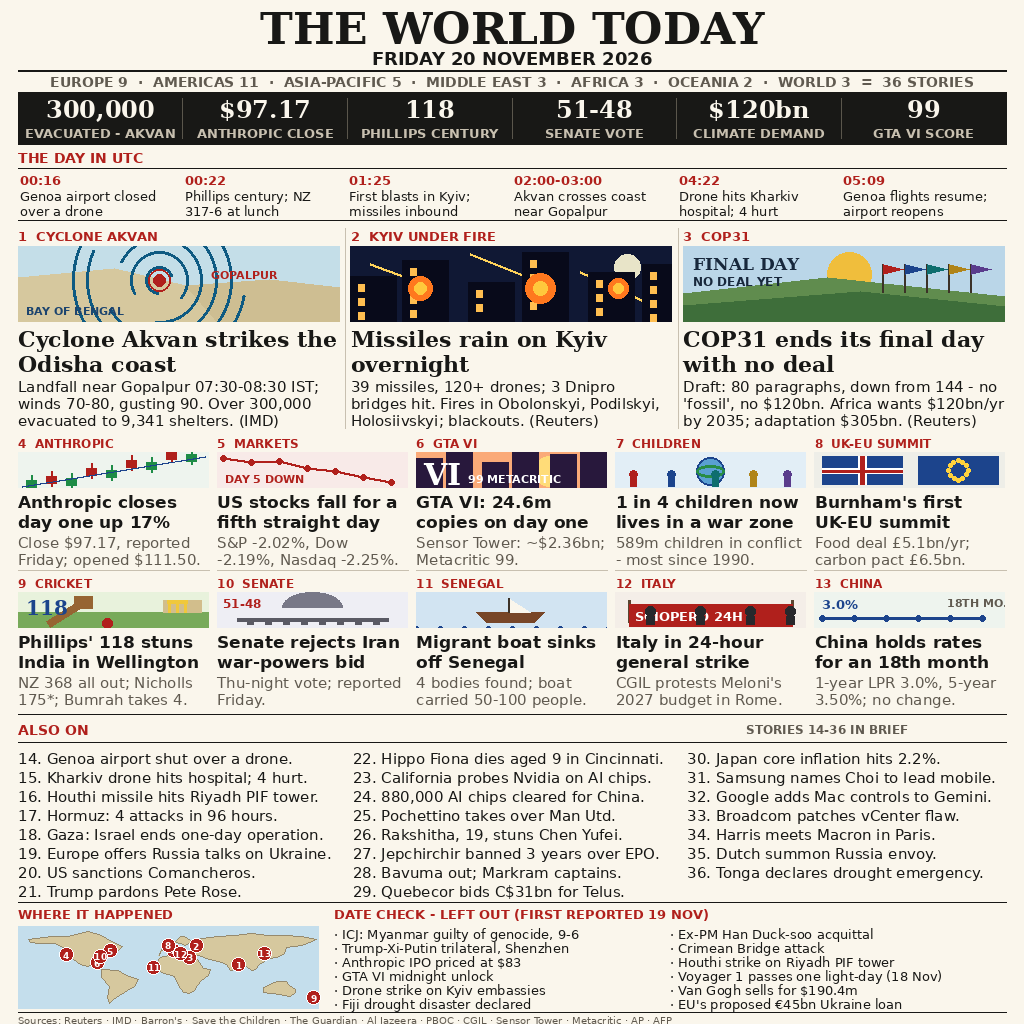 THE WORLD TODAY
FRIDAY 20 NOVEMBER 2026
EUROPE 9 · AMERICAS 11 · ASIA-PACIFIC 5 · MIDDLE EAST 3 · AFRICA 3 · OCEANIA 2 · WORLD 3 = 36 STORIES
300,000
EVACUATED - AKVAN
$97.17
ANTHROPIC CLOSE
118
PHILLIPS CENTURY
51-48
SENATE VOTE
$120bn
CLIMATE DEMAND
99
GTA VI SCORE
THE DAY IN UTC
00:16
Genoa airport closed
over a drone
00:22
Phillips century; NZ
317-6 at lunch
01:25
First blasts in Kyiv;
missiles inbound
02:00-03:00
Akvan crosses coast
near Gopalpur
04:22
Drone hits Kharkiv
hospital; 4 hurt
05:09
Genoa flights resume;
airport reopens
1 CYCLONE AKVAN
GOPALPUR
BAY OF BENGAL
Cyclone Akvan strikes the
Odisha coast
Landfall near Gopalpur 07:30-08:30 IST;
winds 70-80, gusting 90. Over 300,000
evacuated to 9,341 shelters. (IMD)
2 KYIV UNDER FIRE
Missiles rain on Kyiv
overnight
39 missiles, 120+ drones; 3 Dnipro
bridges hit. Fires in Obolonskyi, Podilskyi,
Holosiivskyi; blackouts. (Reuters)
3 COP31
FINAL DAY
NO DEAL YET
COP31 ends its final day
with no deal
Draft: 80 paragraphs, down from 144 - no
'fossil', no $120bn. Africa wants $120bn/yr
by 2035; adaptation $305bn. (Reuters)
4 ANTHROPIC
Anthropic closes
day one up 17%
Close $97.17, reported
Friday; opened $111.50.
5 MARKETS
DAY 5 DOWN
US stocks fall for a
fifth straight day
S&P -2.02%, Dow
-2.19%, Nasdaq -2.25%.
6 GTA VI
VI
99 METACRITIC
GTA VI: 24.6m
copies on day one
Sensor Tower: ~$2.36bn;
Metacritic 99.
7 CHILDREN
1 in 4 children now
lives in a war zone
589m children in conflict
- most since 1990.
8 UK-EU SUMMIT
Burnham's first
UK-EU summit
Food deal £5.1bn/yr;
carbon pact £6.5bn.
9 CRICKET
118
Phillips' 118 stuns
India in Wellington
NZ 368 all out; Nicholls
175*; Bumrah takes 4.
10 SENATE
51-48
Senate rejects Iran
war-powers bid
Thu-night vote; reported
Friday.
11 SENEGAL
Migrant boat sinks
off Senegal
4 bodies found; boat
carried 50-100 people.
12 ITALY
SCIOPERO 24H
Italy in 24-hour
general strike
CGIL protests Meloni's
2027 budget in Rome.
13 CHINA
3.0%
18TH MO.
China holds rates
for an 18th month
1-year LPR 3.0%, 5-year
3.50%; no change.
ALSO ON
STORIES 14-36 IN BRIEF
14. Genoa airport shut over a drone.
15. Kharkiv drone hits hospital; 4 hurt.
16. Houthi missile hits Riyadh PIF tower.
17. Hormuz: 4 attacks in 96 hours.
18. Gaza: Israel ends one-day operation.
19. Europe offers Russia talks on Ukraine.
20. US sanctions Comancheros.
21. Trump pardons Pete Rose.
22. Hippo Fiona dies aged 9 in Cincinnati.
23. California probes Nvidia on AI chips.
24. 880,000 AI chips cleared for China.
25. Pochettino takes over Man Utd.
26. Rakshitha, 19, stuns Chen Yufei.
27. Jepchirchir banned 3 years over EPO.
28. Bavuma out; Markram captains.
29. Quebecor bids C$31bn for Telus.
30. Japan core inflation hits 2.2%.
31. Samsung names Choi to lead mobile.
32. Google adds Mac controls to Gemini.
33. Broadcom patches vCenter flaw.
34. Harris meets Macron in Paris.
35. Dutch summon Russia envoy.
36. Tonga declares drought emergency.
WHERE IT HAPPENED
4
10
5
8
2
12
3
11
1
13
9
DATE CHECK - LEFT OUT (FIRST REPORTED 19 NOV)
· ICJ: Myanmar guilty of genocide, 9-6
· Trump-Xi-Putin trilateral, Shenzhen
· Anthropic IPO priced at $83
· GTA VI midnight unlock
· Drone strike on Kyiv embassies
· Fiji drought disaster declared
· Ex-PM Han Duck-soo acquittal
· Crimean Bridge attack
· Houthi strike on Riyadh PIF tower
· Voyager 1 passes one light-day (18 Nov)
· Van Gogh sells for $190.4m
· EU's proposed €45bn Ukraine loan
Sources: Reuters · IMD · Barron's · Save the Children · The Guardian · Al Jazeera · PBOC · CGIL · Sensor Tower · Metacritic · AP · AFP